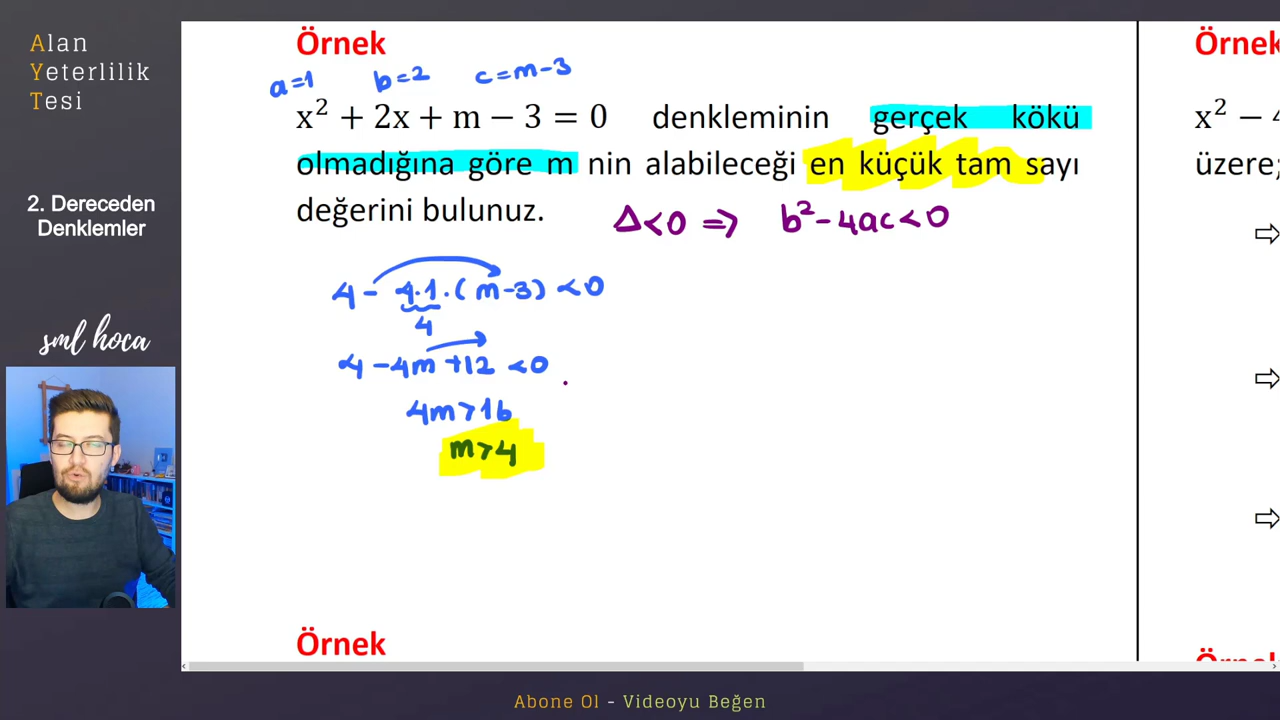 Alan
Yeterlilik
Tesi
2. Dereceden
Denklemler
sml hoca
Örnek
a=1 b=2 c=m-3
x² + 2x + m − 3 = 0 denkleminin gerçek kökü
olmadığına göre m nin alabileceği en küçük tam sayı
değerini bulunuz.
Δ<0 ⇒ b²-4ac<0
4 - 4.1.(m-3) <0
4
4 -4m +12 <0
4m>16
m>4
Örnek
Örnek
x² − 4
üzere;
⇨
⇨
⇨
Abone Ol - Videoyu Beğen